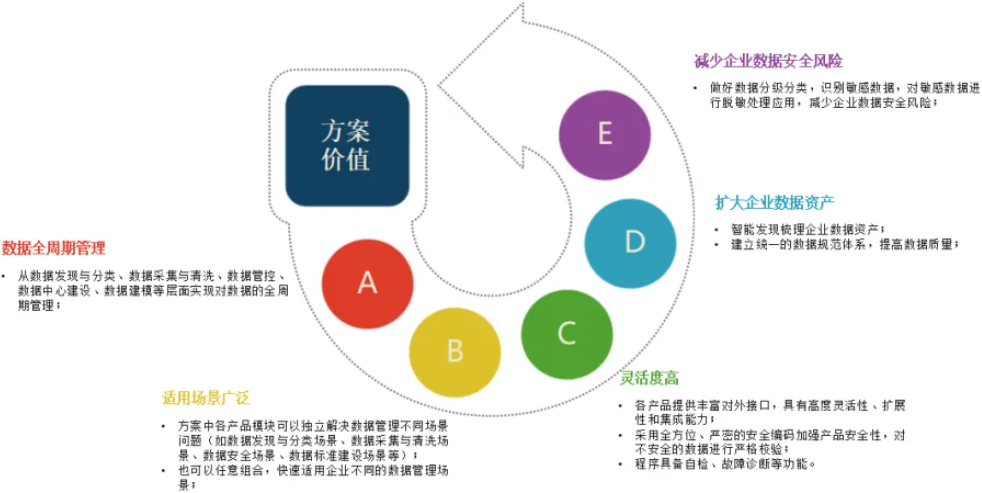 方案
价值
A
数据全周期管理
• 从数据发现与分类、数据采集与清洗、数据管控、
数据中心建设、数据建模等层面实现对数据的全周
期管理；
B
适用场景广泛
• 方案中各产品模块可以独立解决数据管理不同场景
问题（如数据发现与分类场景、数据采集与清洗场
景、数据安全场景、数据标准建设场景等）；
• 也可以任意组合，快速适用企业不同的数据管理场
景；
C
灵活度高
• 各产品提供丰富对外接口，具有高度灵活性、扩展
性和集成能力；
• 采用全方位、严密的安全编码加强产品安全性，对
不安全的数据进行严格校验；
• 程序具备自检、故障诊断等功能。
D
扩大企业数据资产
• 智能发现梳理企业数据资产；
• 建立统一的数据规范体系，提高数据质量；
E
减少企业数据安全风险
• 做好数据分级分类，识别敏感数据，对敏感数据进
行脱敏处理应用，减少企业数据安全风险；